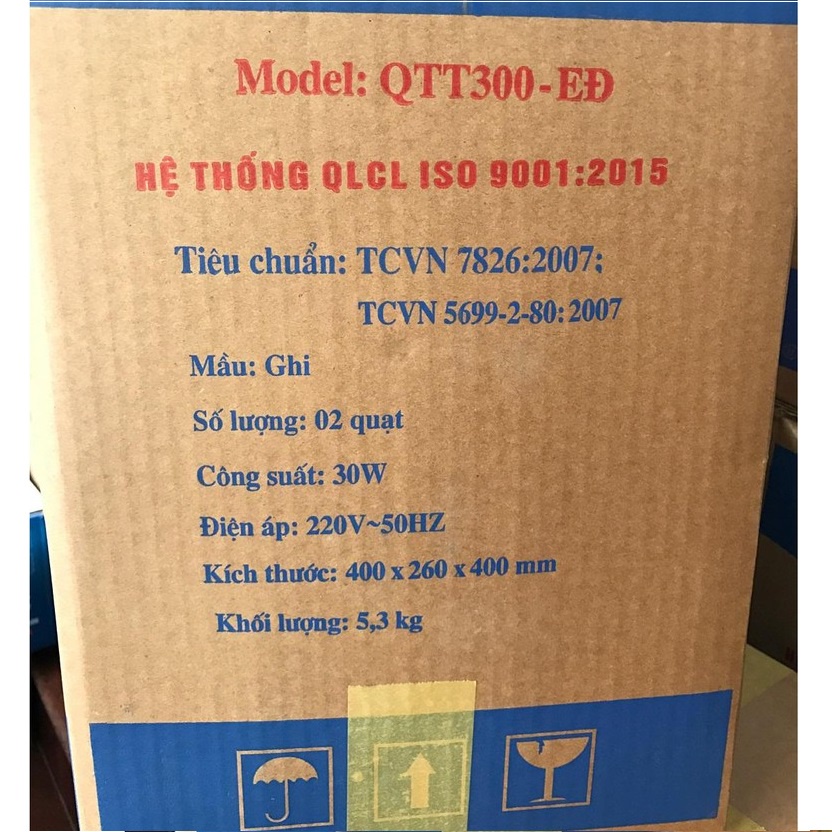 Model: QTT300-EĐ
HỆ THỐNG QLCL ISO 9001:2015
Tiêu chuẩn: TCVN 7826:2007;
TCVN 5699-2-80: 2007
Mầu: Ghi
Số lượng: 02 quạt
Công suất: 30W
Điện áp: 220V~50HZ
Kích thước: 400 x 260 x 400 mm
Khối lượng: 5,3 kg